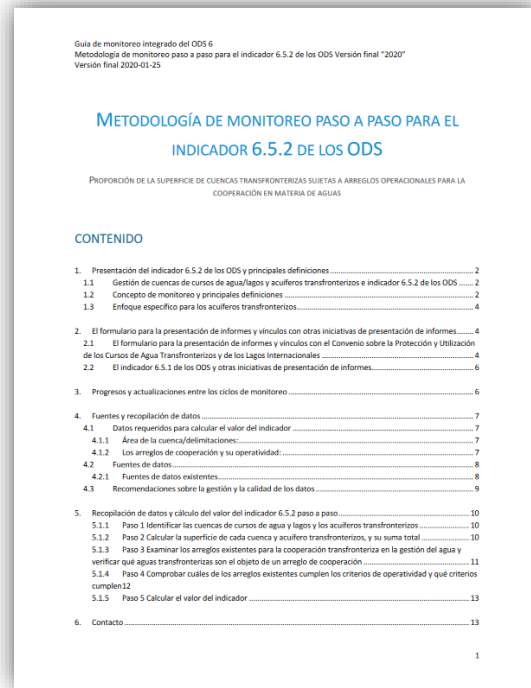 Guía de monitoreo integrado del ODS 6
Metodología de monitoreo paso a paso para el indicador 6.5.2 de los ODS Versión final "2020"
Versión final 2020-01-25
METODOLOGÍA DE MONITOREO PASO A PASO PARA EL
INDICADOR 6.5.2 DE LOS ODS
PROPORCIÓN DE LA SUPERFICIE DE CUENCAS TRANSFRONTERIZAS SUJETAS A ARREGLOS OPERACIONALES PARA LA
COOPERACIÓN EN MATERIA DE AGUAS
CONTENIDO
1. Presentación del indicador 6.5.2 de los ODS y principales definiciones ... 2
1.1 Gestión de cuencas de cursos de agua/lagos y acuíferos transfronterizos e indicador 6.5.2 de los ODS ... 2
1.2 Concepto de monitoreo y principales definiciones ... 2
1.3 Enfoque específico para los acuíferos transfronterizos ... 4
2. El formulario para la presentación de informes y vínculos con otras iniciativas de presentación de informes ... 4
2.1 El formulario para la presentación de informes y vínculos con el Convenio sobre la Protección y Utilización
de los Cursos de Agua Transfronterizos y de los Lagos Internacionales ... 4
2.2 El indicador 6.5.1 de los ODS y otras iniciativas de presentación de informes ... 6
3. Progresos y actualizaciones entre los ciclos de monitoreo ... 6
4. Fuentes y recopilación de datos ... 7
4.1 Datos requeridos para calcular el valor del indicador ... 7
4.1.1 Área de la cuenca/delimitaciones: ... 7
4.1.2 Los arreglos de cooperación y su operatividad: ... 7
4.2 Fuentes de datos ... 8
4.2.1 Fuentes de datos existentes ... 8
4.3 Recomendaciones sobre la gestión y la calidad de los datos ... 9
5. Recopilación de datos y cálculo del valor del indicador 6.5.2 paso a paso ... 10
5.1.1 Paso 1 Identificar las cuencas de cursos de agua y lagos y los acuíferos transfronterizos ... 10
5.1.2 Paso 2 Calcular la superficie de cada cuenca y acuífero transfronterizos, y su suma total ... 10
5.1.3 Paso 3 Examinar los arreglos existentes para la cooperación transfronteriza en la gestión del agua y
verificar qué aguas transfronterizas son el objeto de un arreglo de cooperación ... 11
5.1.4 Paso 4 Comprobar cuáles de los arreglos existentes cumplen los criterios de operatividad y qué criterios
cumplen12
5.1.5 Paso 5 Calcular el valor del indicador ... 13
6. Contacto ... 13
1